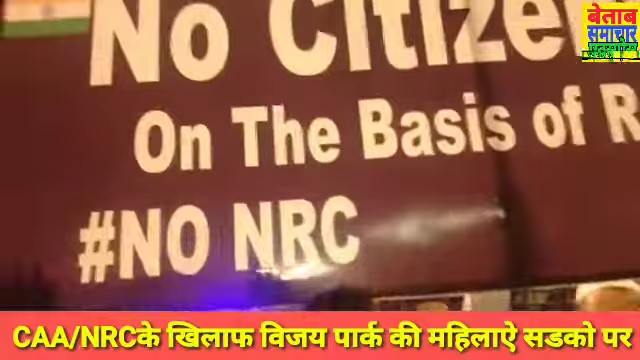 बेताब
समाचार
No Citize
On The Basis of R
#NO NRC
CAA/NRCके खिलाफ विजय पार्क की महिलाऐ सडको पर